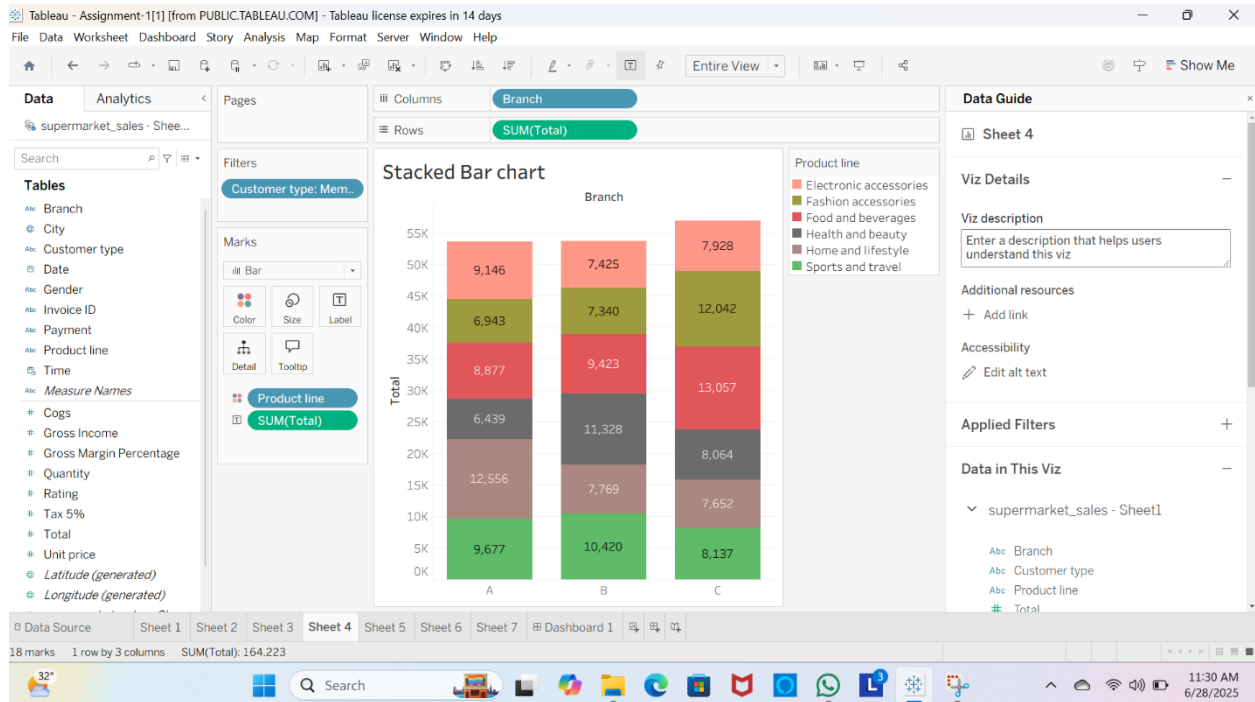 Tableau - Assignment-1[1] [from PUBLIC.TABLEAU.COM] - Tableau license expires in 14 days
File Data Worksheet Dashboard Story Analysis Map Format Server Window Help
Entire View
Show Me
Data Analytics
supermarket_sales - Shee...
Search
Tables
Abc Branch
City
Abc Customer type
Date
Abc Gender
Abc Invoice ID
Abc Payment
Abc Product line
Time
Abc Measure Names
# Cogs
# Gross Income
# Gross Margin Percentage
# Quantity
# Rating
# Tax 5%
# Total
# Unit price
Latitude (generated)
Longitude (generated)
Pages
Filters
Customer type: Mem..
Marks
Bar
Color Size Label
Detail Tooltip
Product line
SUM(Total)
Columns Branch
Rows SUM(Total)
Stacked Bar chart
Branch
Total
55K
50K
45K
40K
35K
30K
25K
20K
15K
10K
5K
0K
9,146
6,943
8,877
6,439
12,556
9,677
7,425
7,340
9,423
11,328
7,769
10,420
7,928
12,042
13,057
8,064
7,652
8,137
A B C
Product line
Electronic accessories
Fashion accessories
Food and beverages
Health and beauty
Home and lifestyle
Sports and travel
Data Guide
Sheet 4
Viz Details
Viz description
Enter a description that helps users
understand this viz
Additional resources
Add link
Accessibility
Edit alt text
Applied Filters
Data in This Viz
supermarket_sales - Sheet1
Abc Branch
Abc Customer type
Abc Product line
# Total
Data Source Sheet 1 Sheet 2 Sheet 3 Sheet 4 Sheet 5 Sheet 6 Sheet 7 Dashboard 1
18 marks 1 row by 3 columns SUM(Total): 164,223
32°
Search
3
11:30 AM
6/28/2025